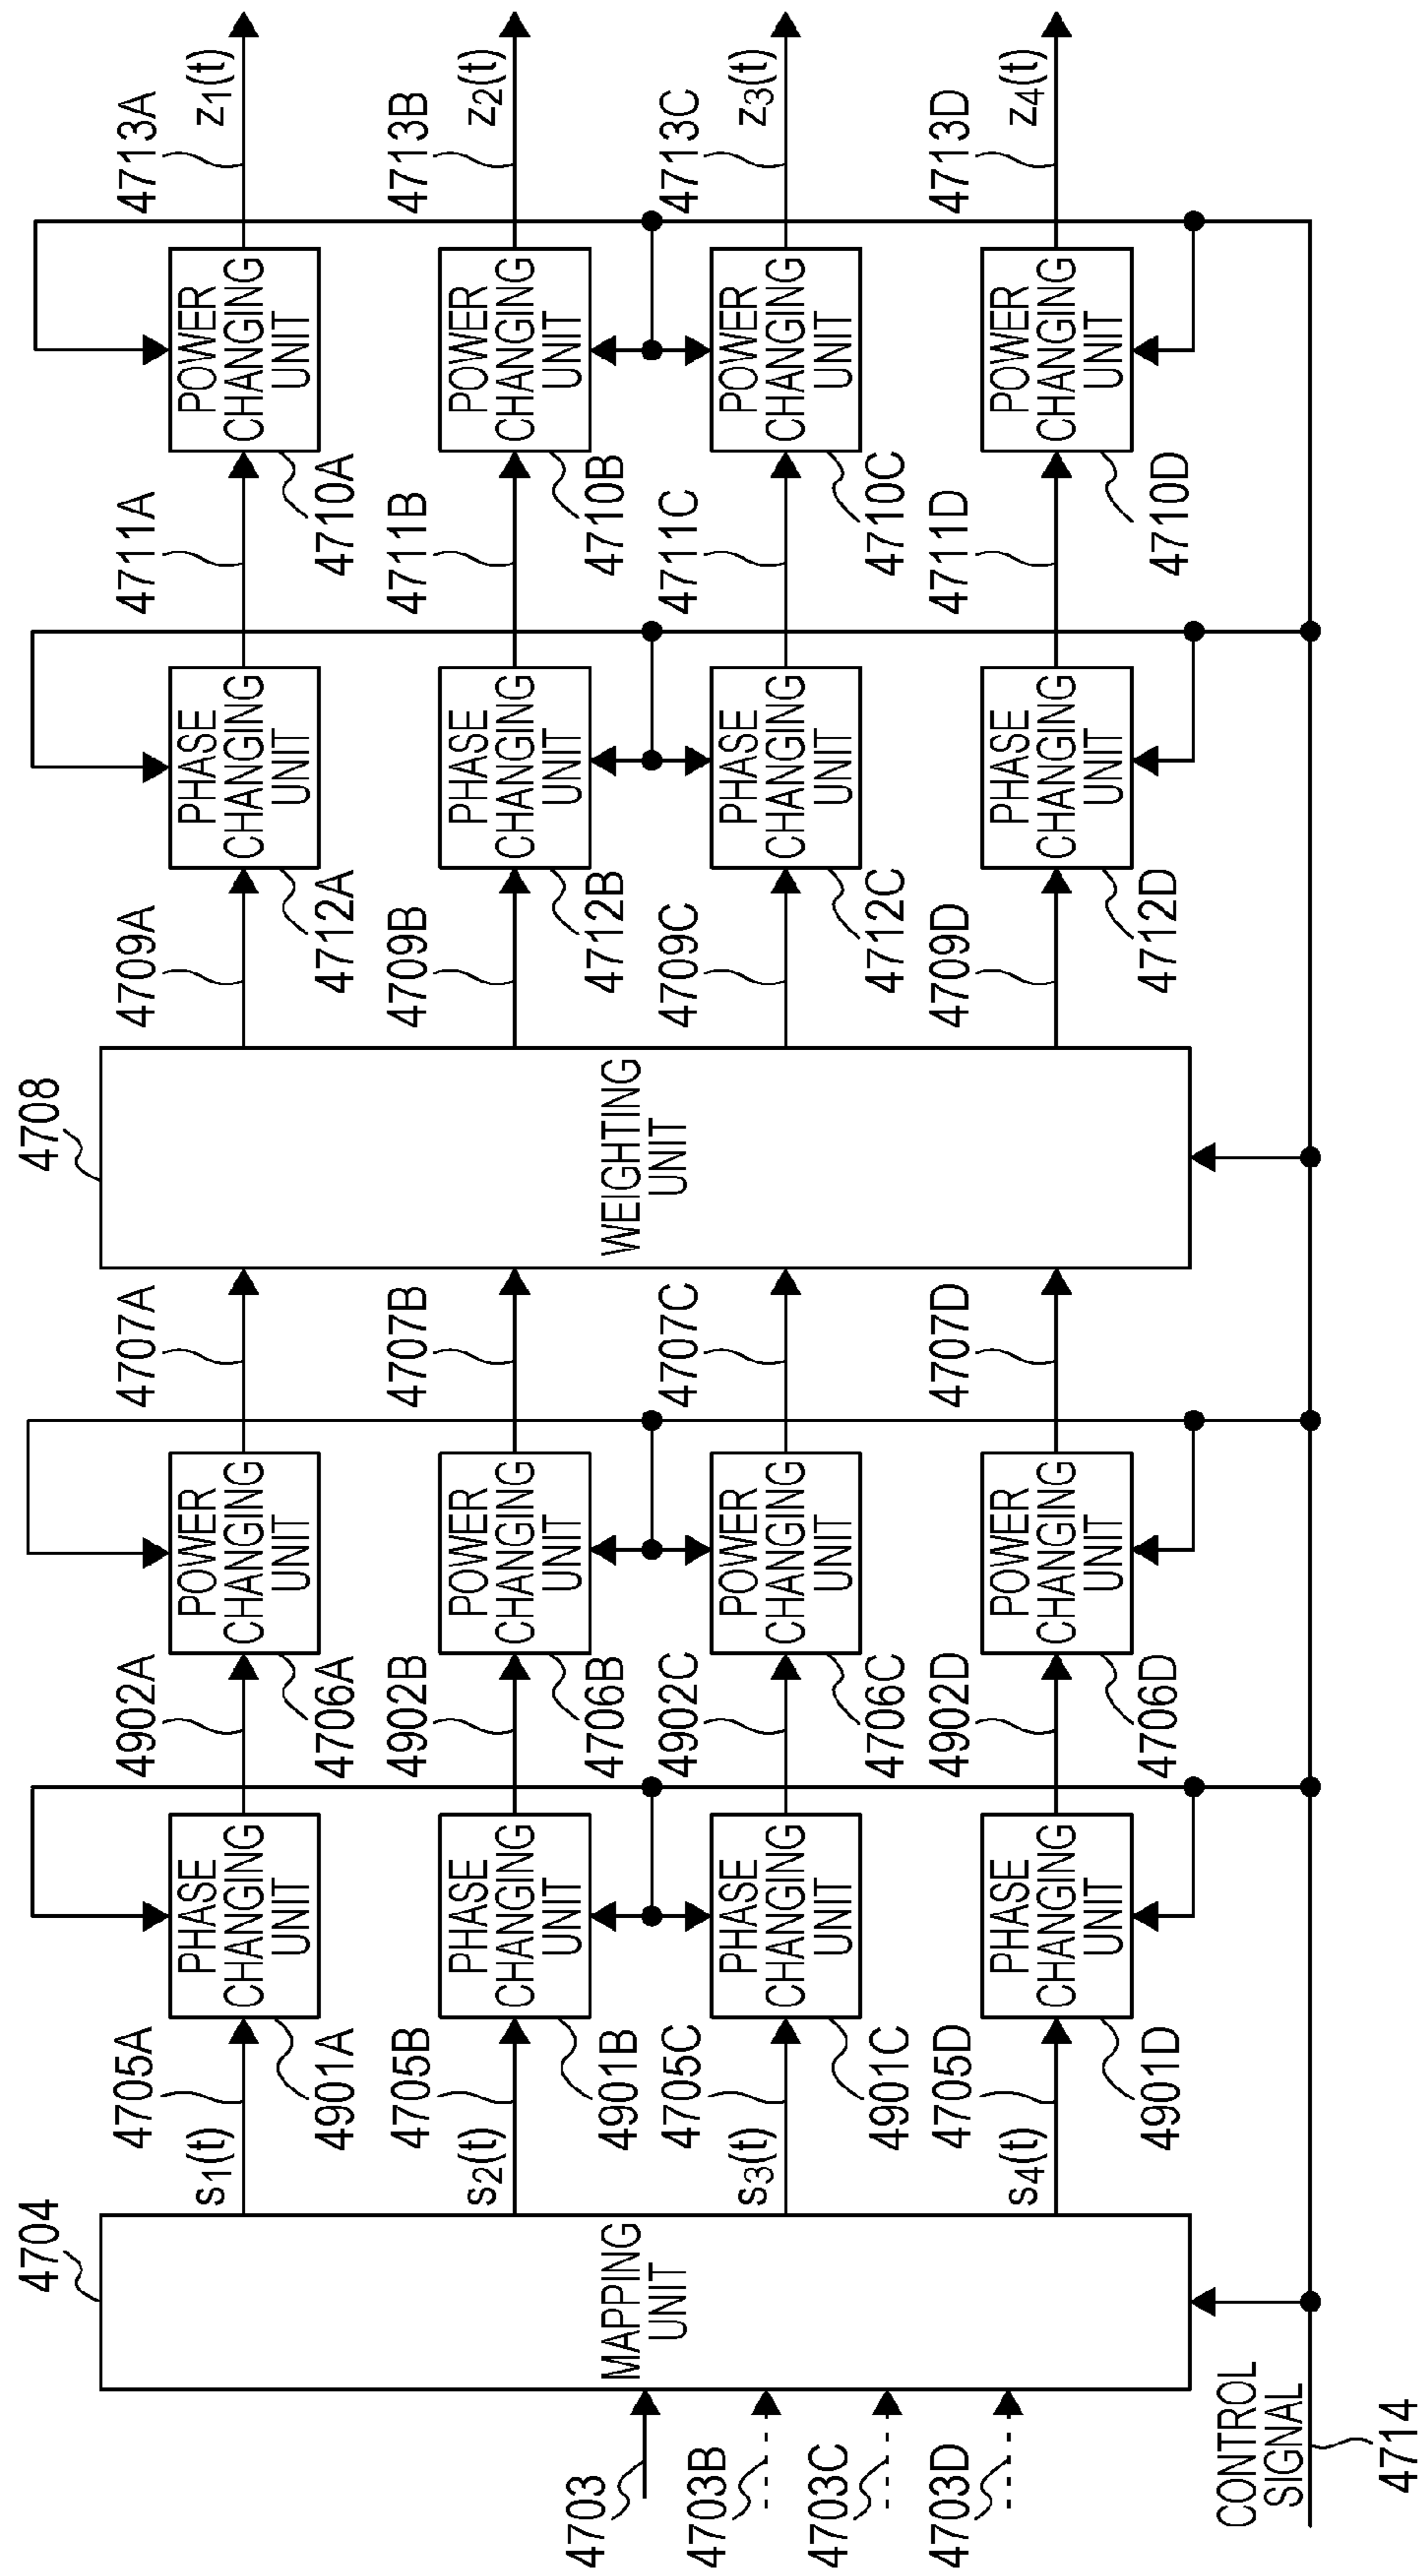 4703
4703B
4703C
4703D
CONTROL
SIGNAL
4714
4704
MAPPING
UNIT
s1(t)
4705A
s2(t)
4705B
s3(t)
4705C
s4(t)
4705D
PHASE
CHANGING
UNIT
4901A
PHASE
CHANGING
UNIT
4901B
PHASE
CHANGING
UNIT
4901C
PHASE
CHANGING
UNIT
4901D
4902A
4902B
4902C
4902D
POWER
CHANGING
UNIT
4706A
POWER
CHANGING
UNIT
4706B
POWER
CHANGING
UNIT
4706C
POWER
CHANGING
UNIT
4706D
4707A
4707B
4707C
4707D
4708
WEIGHTING
UNIT
4709A
4709B
4709C
4709D
PHASE
CHANGING
UNIT
4712A
PHASE
CHANGING
UNIT
4712B
PHASE
CHANGING
UNIT
4712C
PHASE
CHANGING
UNIT
4712D
4711A
4711B
4711C
4711D
POWER
CHANGING
UNIT
4710A
POWER
CHANGING
UNIT
4710B
POWER
CHANGING
UNIT
4710C
POWER
CHANGING
UNIT
4710D
4713A
z1(t)
4713B
z2(t)
4713C
z3(t)
4713D
z4(t)